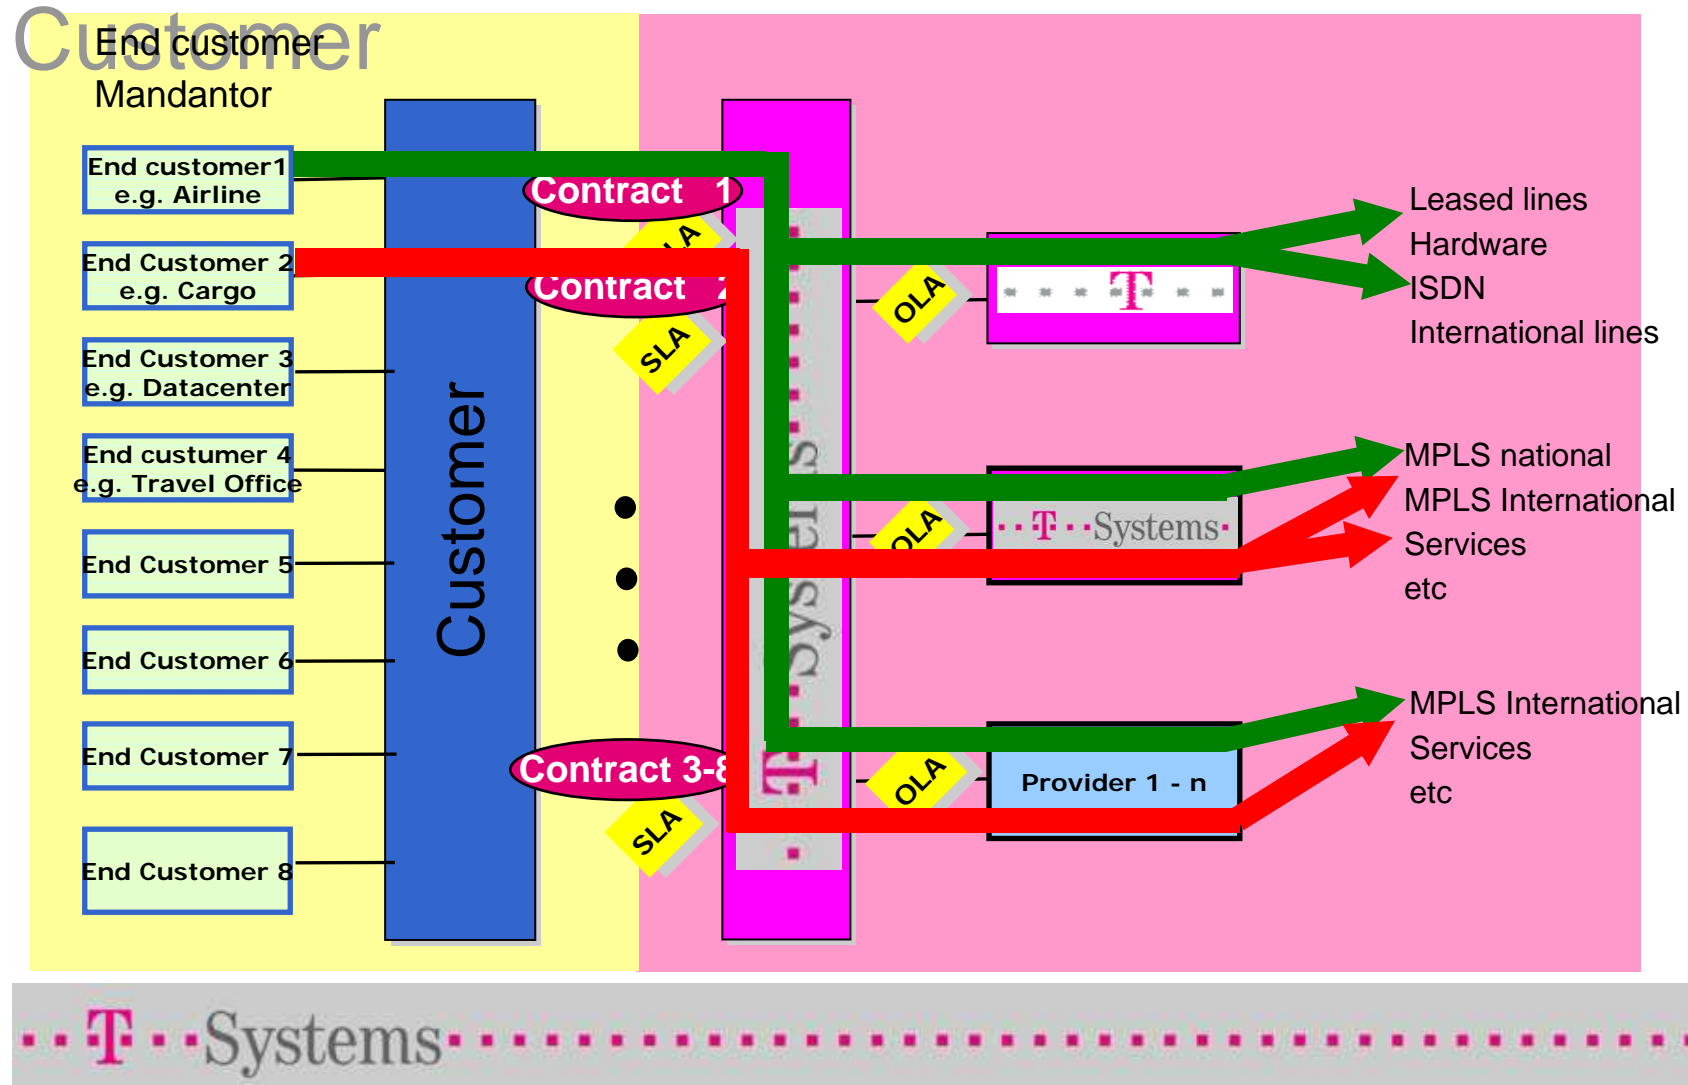 Customer
End customer
Mandantor
End customer1
e.g. Airline
End Customer 2
e.g. Cargo
End Customer 3
e.g. Datacenter
End custumer 4
e.g. Travel Office
End Customer 5
End Customer 6
End Customer 7
End Customer 8
Customer
Contract 1
SLA
Contract 2
SLA
Contract 3-8
SLA
T Systems
OLA
T
Leased lines
Hardware
ISDN
International lines
OLA
T Systems
MPLS national
MPLS International
Services
etc
OLA
Provider 1 - n
MPLS International
Services
etc
T Systems